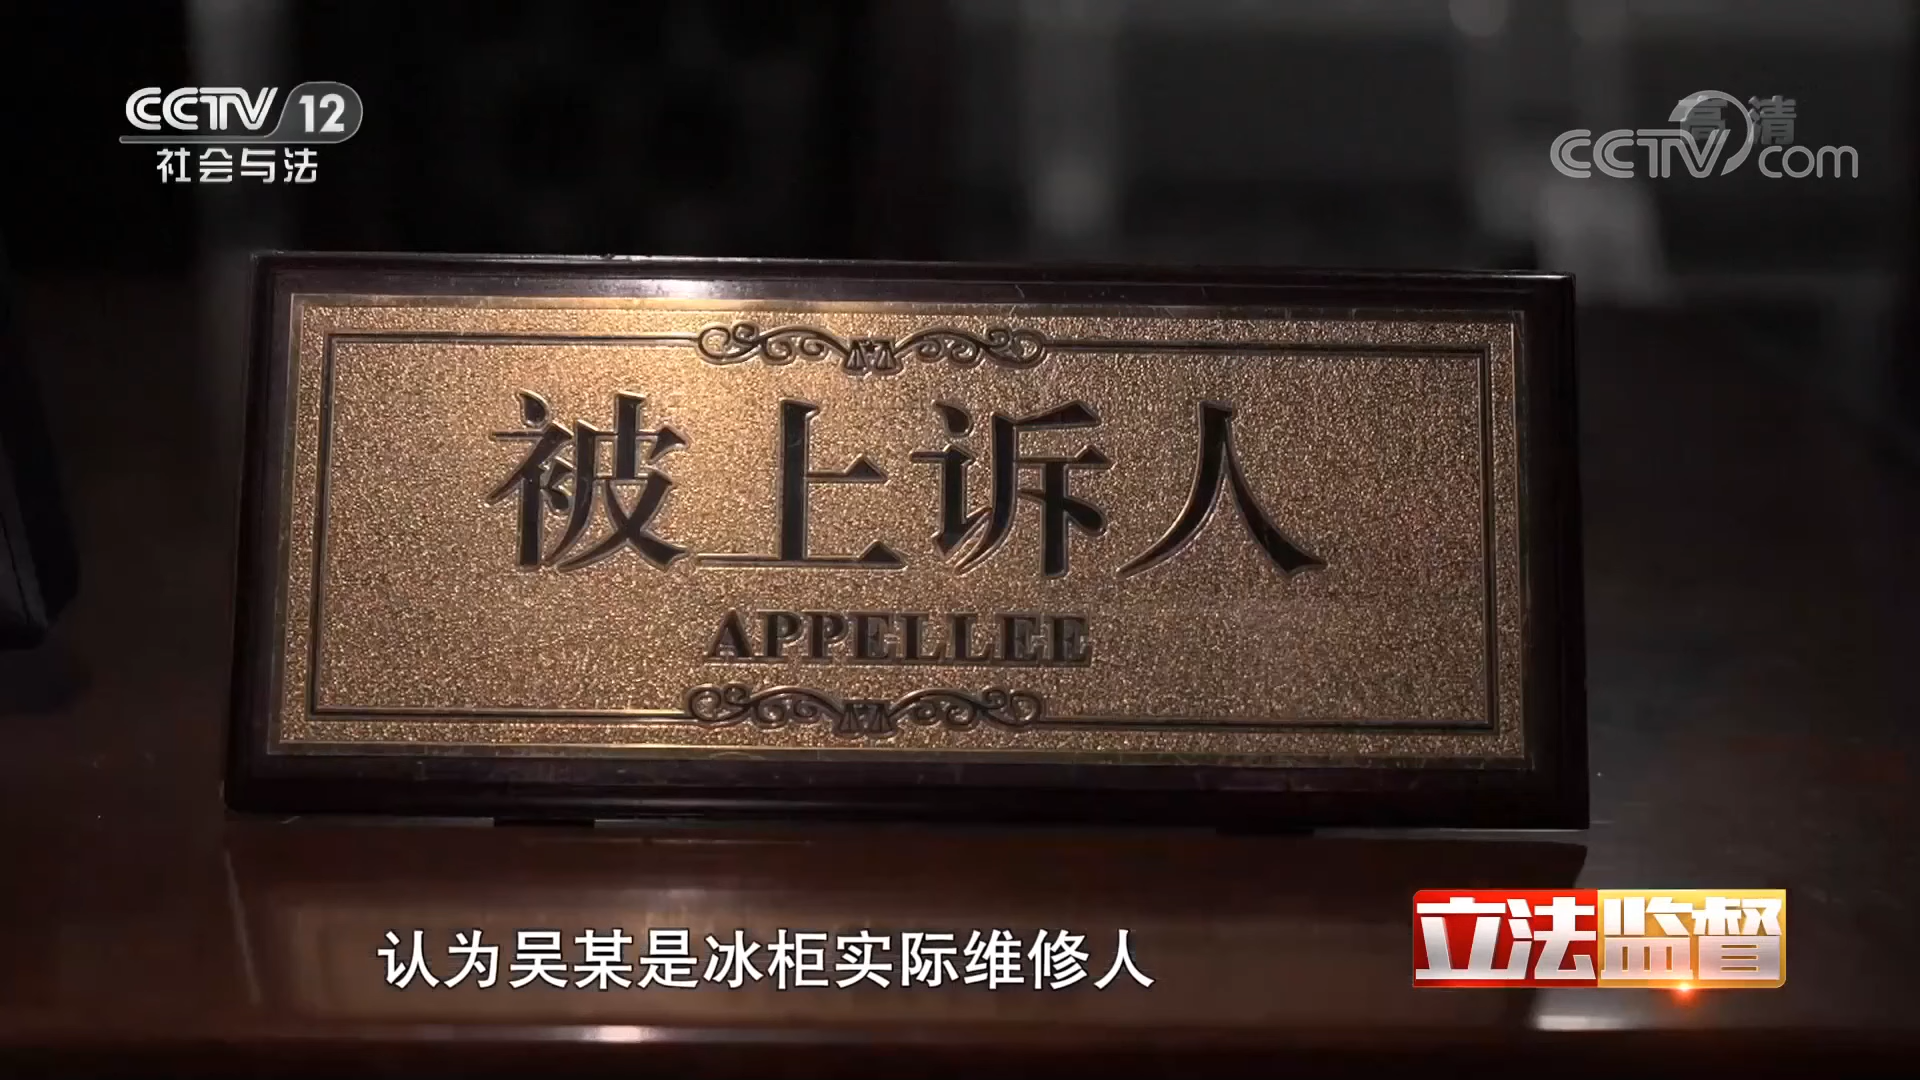 CCTV 12
社会与法
高清
CCTV com
被上诉人
APPELLEE
认为吴某是冰柜实际维修人
立法监督